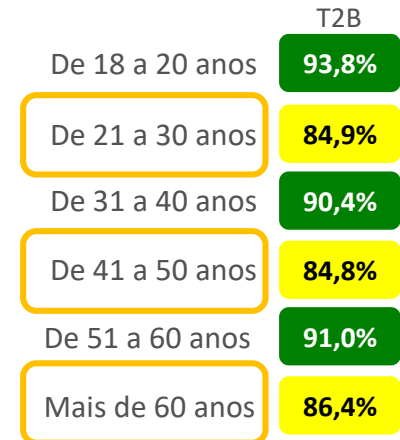 T2B
De 18 a 20 anos 93,8%
De 21 a 30 anos 84,9%
De 31 a 40 anos 90,4%
De 41 a 50 anos 84,8%
De 51 a 60 anos 91,0%
Mais de 60 anos 86,4%